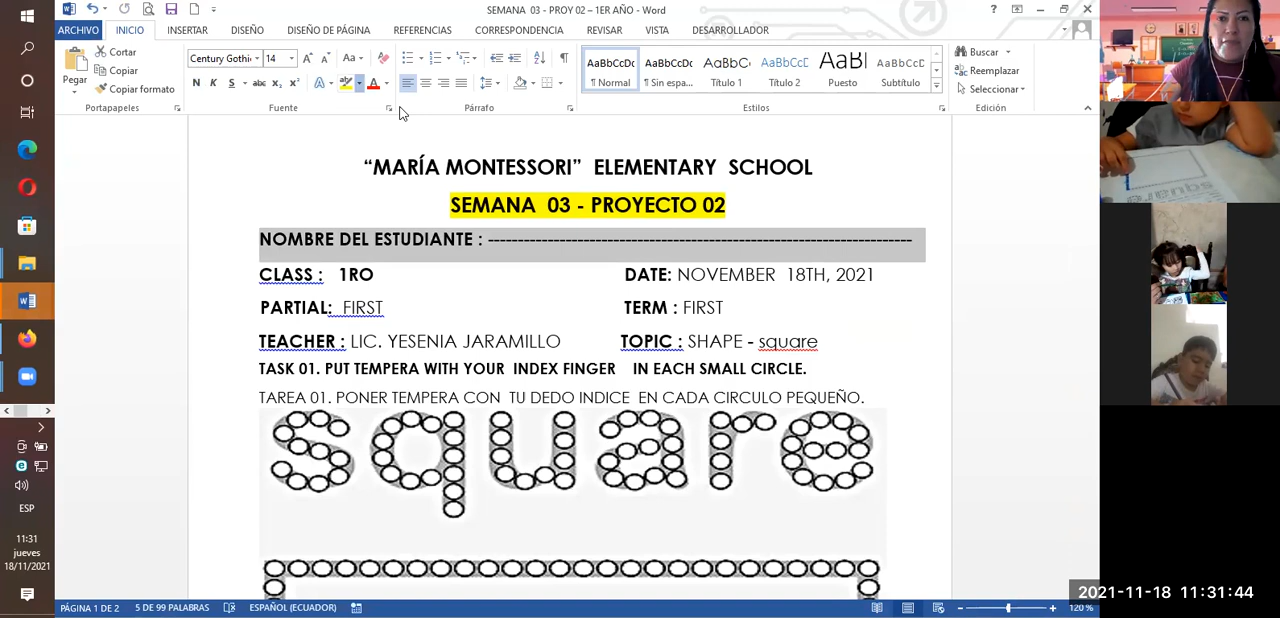 SEMANA 03 - PROY 02 – 1ER AÑO - Word
ARCHIVO INICIO INSERTAR DISEÑO DISEÑO DE PÁGINA REFERENCIAS CORRESPONDENCIA REVISAR VISTA DESARROLLADOR
Pegar
Cortar
Copiar
Copiar formato
Portapapeles
Century Gothi 14
N K S abc x₂ x²
Fuente
Párrafo
AaBbCcDc AaBbCcDc AaBbC AaBbCcD AaBl AaBbCcD
¶ Normal ¶ Sin espa... Título 1 Título 2 Puesto Subtítulo
Estilos
Buscar
Reemplazar
Seleccionar
Edición
“MARÍA MONTESSORI” ELEMENTARY SCHOOL
SEMANA 03 - PROYECTO 02
NOMBRE DEL ESTUDIANTE : -----------------------------------------------------------------------
CLASS : 1RO DATE: NOVEMBER 18TH, 2021
PARTIAL: FIRST TERM : FIRST
TEACHER : LIC. YESENIA JARAMILLO TOPIC : SHAPE - square
TASK 01. PUT TEMPERA WITH YOUR INDEX FINGER IN EACH SMALL CIRCLE.
TAREA 01. PONER TEMPERA CON TU DEDO INDICE EN CADA CIRCULO PEQUEÑO.
square
ESP
11:31
jueves
18/11/2021
PÁGINA 1 DE 2 5 DE 99 PALABRAS ESPAÑOL (ECUADOR) 120 %
2021-11-18 11:31:44
square